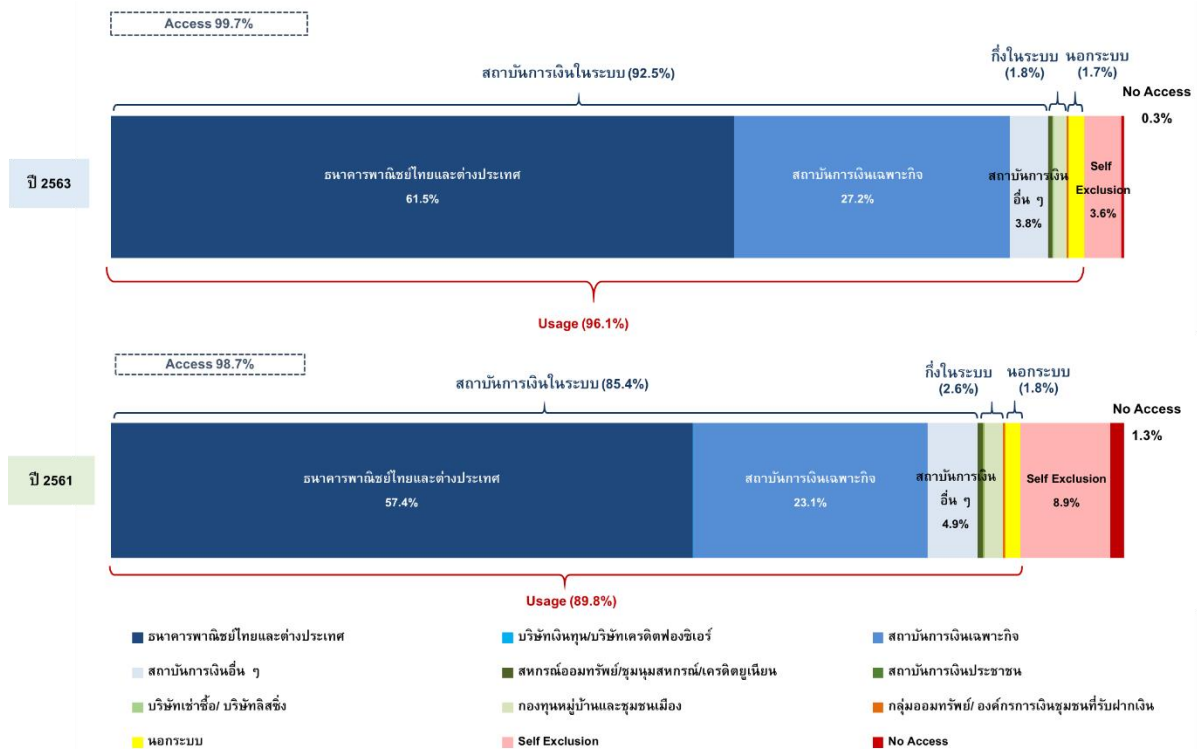 Access 99.7%
สถาบันการเงินในระบบ (92.5%)
กึ่งในระบบ
(1.8%)
นอกระบบ
(1.7%)
No Access
0.3%
ปี 2563
ธนาคารพาณิชย์ไทยและต่างประเทศ
61.5%
สถาบันการเงินเฉพาะกิจ
27.2%
สถาบันการเงิน
อื่น ๆ
3.8%
Self
Exclusion
3.6%
Usage (96.1%)
Access 98.7%
สถาบันการเงินในระบบ (85.4%)
กึ่งในระบบ
(2.6%)
นอกระบบ
(1.8%)
No Access
1.3%
ปี 2561
ธนาคารพาณิชย์ไทยและต่างประเทศ
57.4%
สถาบันการเงินเฉพาะกิจ
23.1%
สถาบันการเงิน
อื่น ๆ
4.9%
Self Exclusion
8.9%
Usage (89.8%)
ธนาคารพาณิชย์ไทยและต่างประเทศ
บริษัทเงินทุน/บริษัทเครดิตฟองซิเอร์
สถาบันการเงินเฉพาะกิจ
สถาบันการเงินอื่น ๆ
สหกรณ์ออมทรัพย์/ชุมนุมสหกรณ์/เครดิตยูเนียน
สถาบันการเงินประชาชน
บริษัทเช่าซื้อ/ บริษัทลิสซิ่ง
กองทุนหมู่บ้านและชุมชนเมือง
กลุ่มออมทรัพย์/ องค์กรการเงินชุมชนที่รับฝากเงิน
นอกระบบ
Self Exclusion
No Access